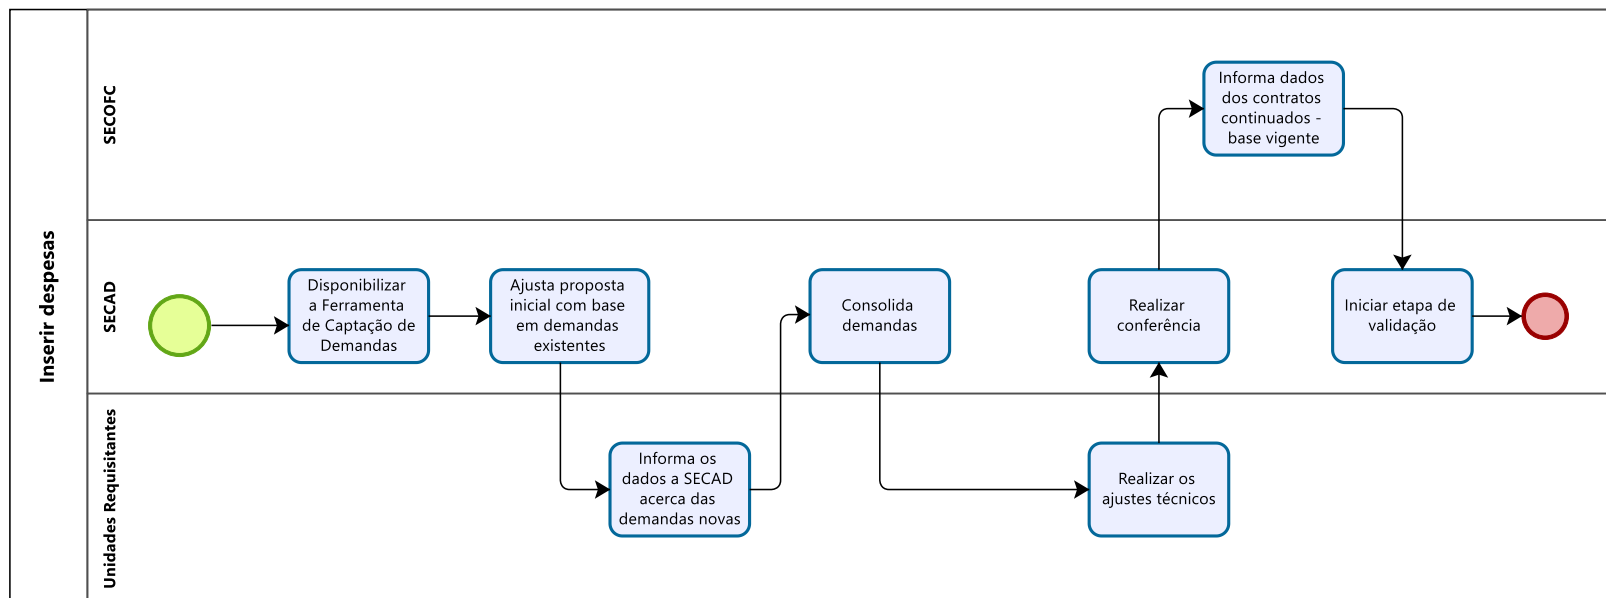 Inserir despesas
SECOFC
Informa dados
dos contratos
continuados -
base vigente
SECAD
Disponibilizar
a Ferramenta
de Captação de
Demandas
Ajusta proposta
inicial com base
em demandas
existentes
Consolida
demandas
Realizar
conferência
Iniciar etapa de
validação
Unidades Requisitantes
Informa os
dados a SECAD
acerca das
demandas novas
Realizar os
ajustes técnicos